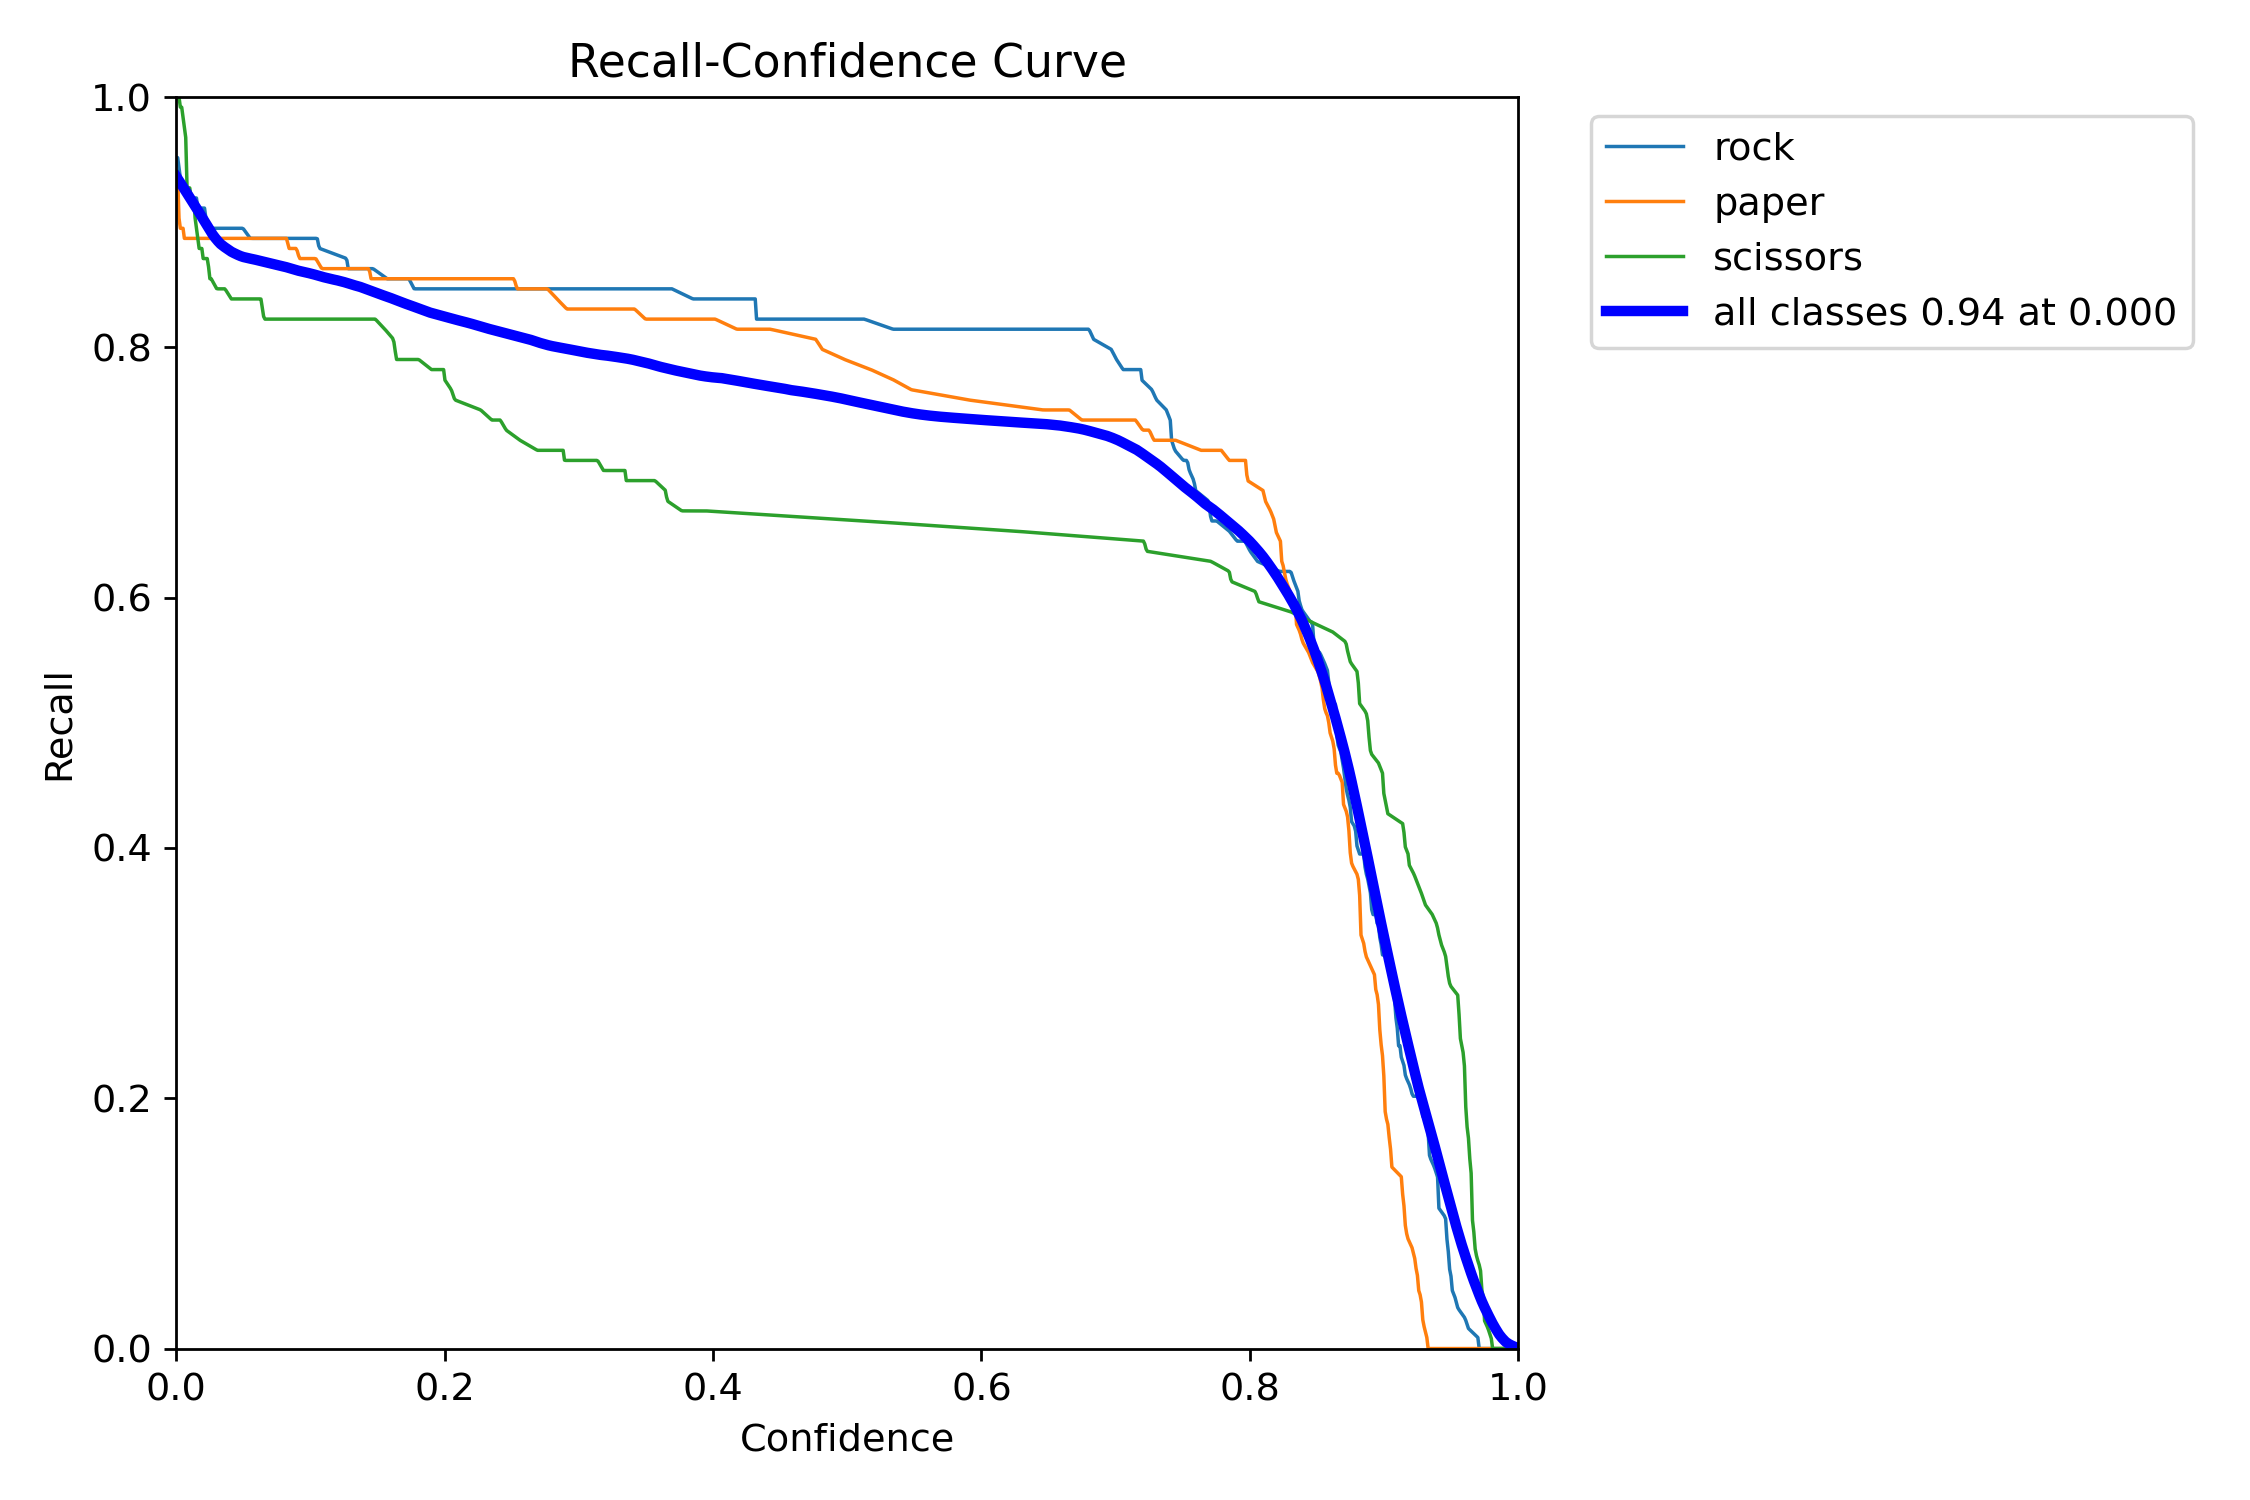 Recall-Confidence Curve
1.0
0.8
0.6
0.4
0.2
0.0
Recall
0.0 0.2 0.4 0.6 0.8 1.0
Confidence
rock
paper
scissors
all classes 0.94 at 0.000